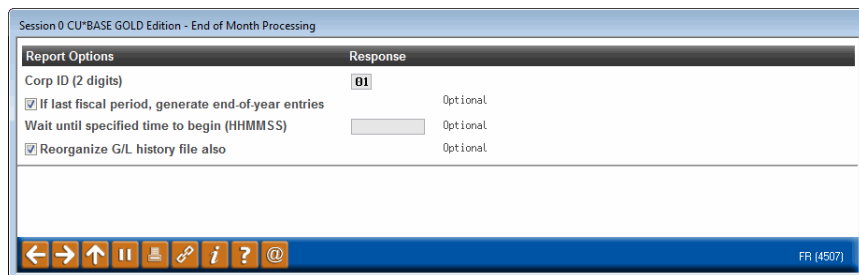 Session 0 CU*BASE GOLD Edition - End of Month Processing
Report Options Response
Corp ID (2 digits) 01
If last fiscal period, generate end-of-year entries Optional
Wait until specified time to begin (HHMMSS) Optional
Reorganize G/L history file also Optional
i ? @ FR (4507)